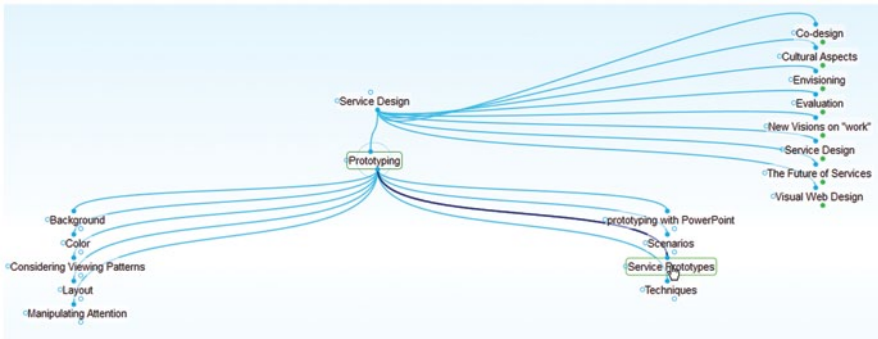 Co-design
Cultural Aspects
Envisioning
Service Design
Evaluation
New Visions on "work"
Service Design
Prototyping
The Future of Services
Visual Web Design
Background
prototyping with PowerPoint
Color
Scenarios
Considering Viewing Patterns
Service Prototypes
Layout
Techniques
Manipulating Attention